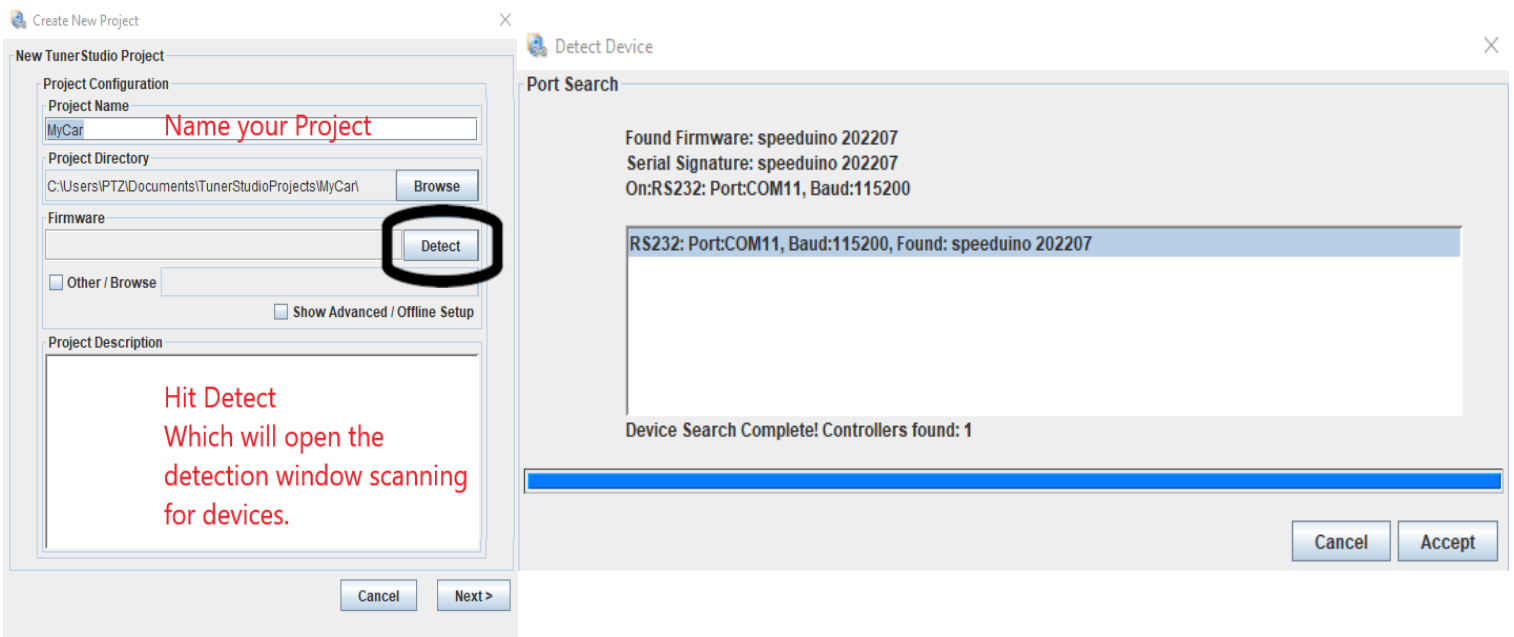 Create New Project
New TunerStudio Project
Project Configuration
Project Name
MyCar
Name your Project
Project Directory
C:\Users\PTZ\Documents\TunerStudioProjects\MyCar\
Browse
Firmware
Detect
Other / Browse
Show Advanced / Offline Setup
Project Description
Hit Detect
Which will open the
detection window scanning
for devices.
Cancel
Next >
Detect Device
Port Search
Found Firmware: speeduino 202207
Serial Signature: speeduino 202207
On:RS232: Port:COM11, Baud:115200
RS232: Port:COM11, Baud:115200, Found: speeduino 202207
Device Search Complete! Controllers found: 1
Cancel
Accept